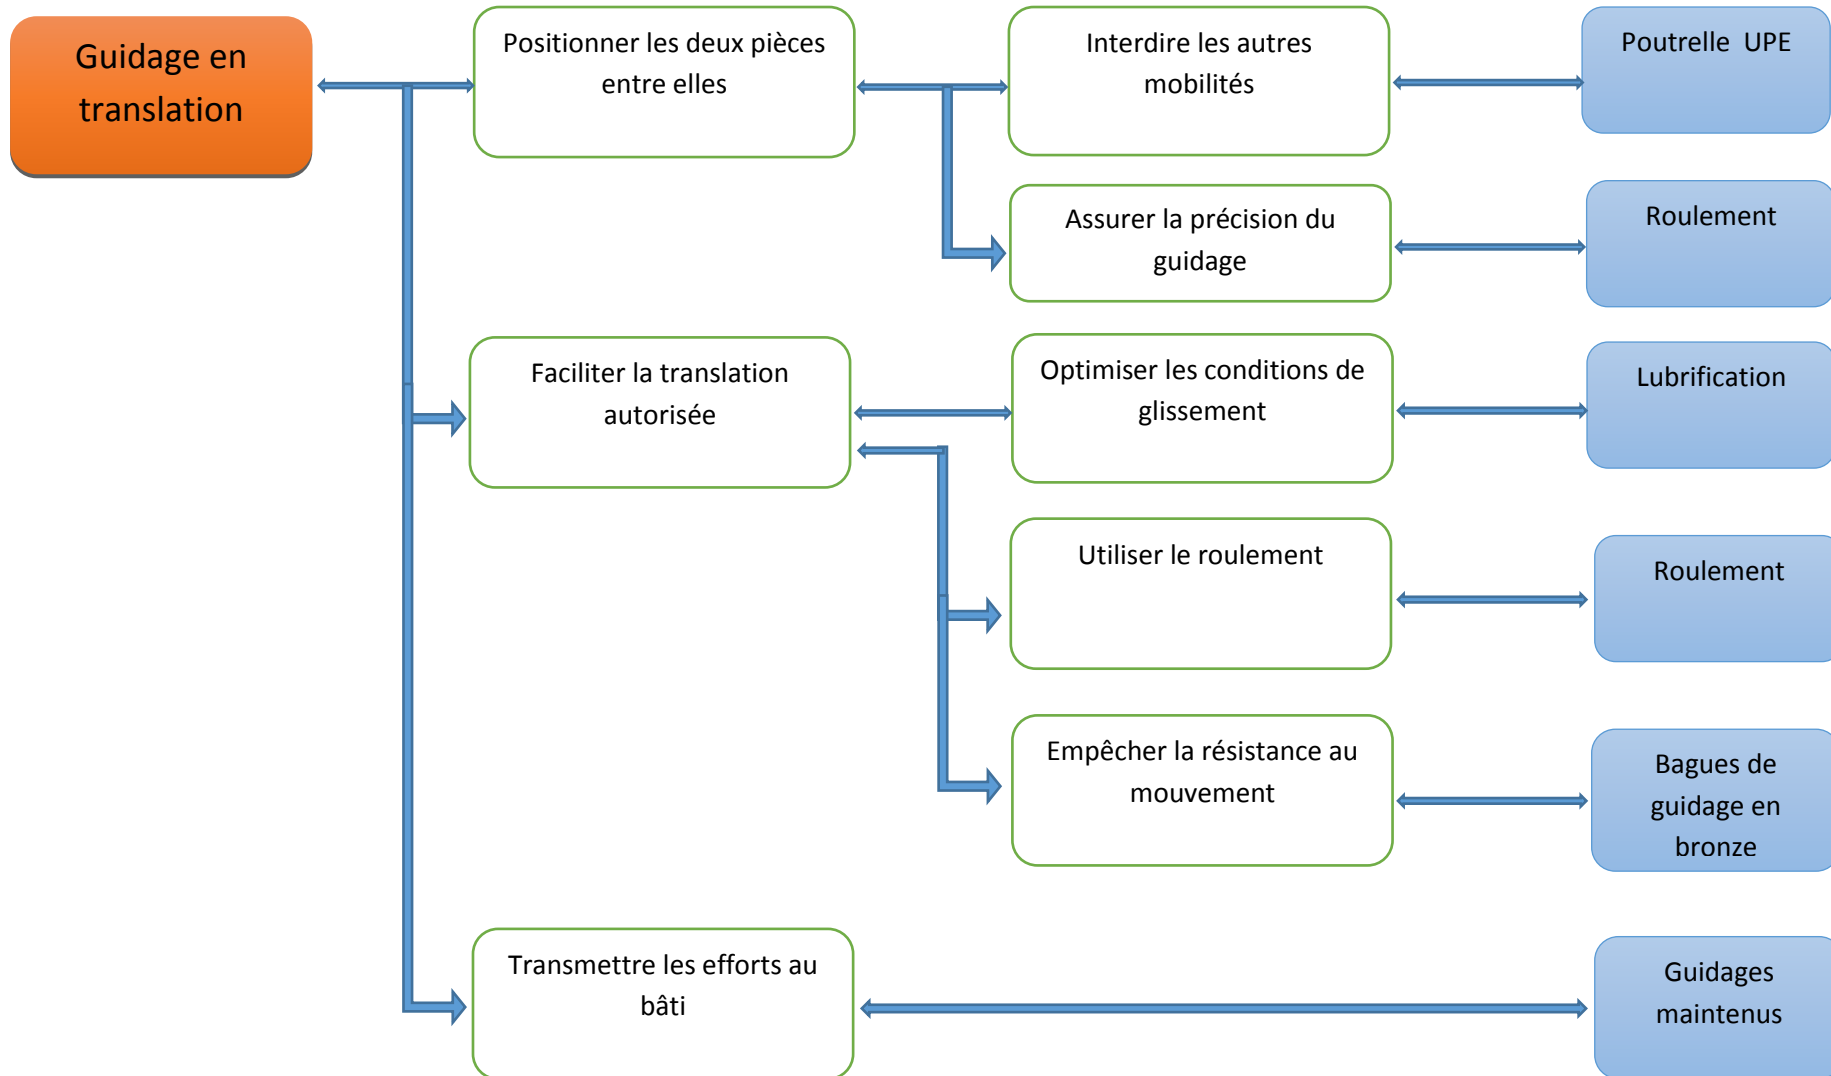 Guidage en
translation
Positionner les deux pièces
entre elles
Interdire les autres
mobilités
Poutrelle  UPE
Assurer la précision du
guidage
Roulement
Faciliter la translation
autorisée
Optimiser les conditions de
glissement
Lubrification
Utiliser le roulement
Roulement
Empêcher la résistance au
mouvement
Bagues de
guidage en
bronze
Transmettre les efforts au
bâti
Guidages
maintenus